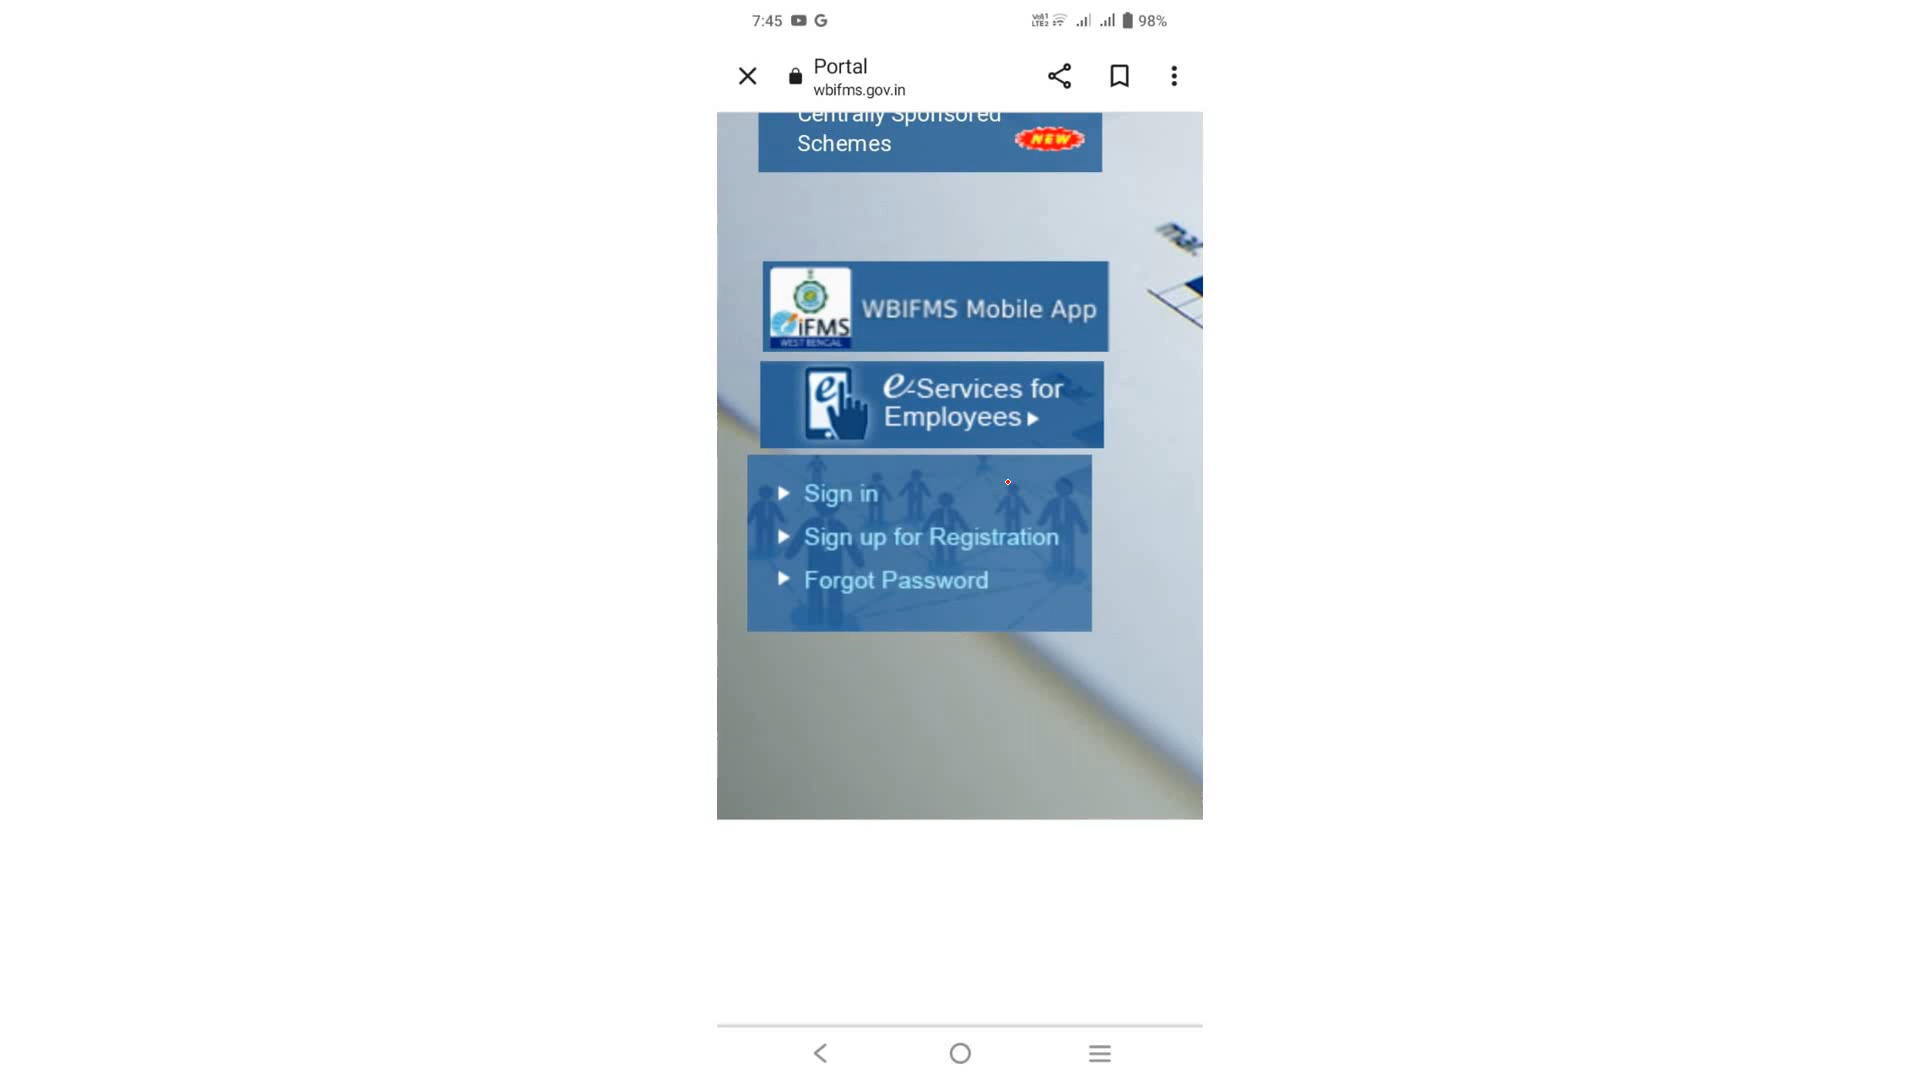 7:45 98%
Portal
wbifms.gov.in
Centrally Sponsored
Schemes
NEW
iFMS
WEST BENGAL
WBIFMS Mobile App
e-Services for
Employees
Sign in
Sign up for Registration
Forgot Password